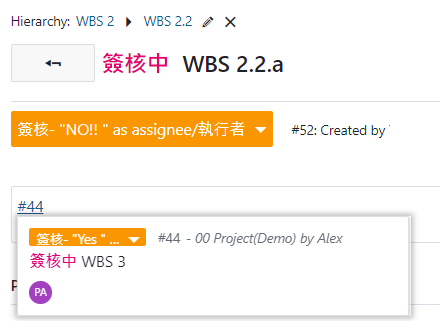 Hierarchy: WBS 2 WBS 2.2
簽核中 WBS 2.2.a
簽核- "NO!! " as assignee/執行者 #52: Created by
#44
簽核- "Yes " ... #44 - 00 Project(Demo) by Alex
簽核中 WBS 3
PA